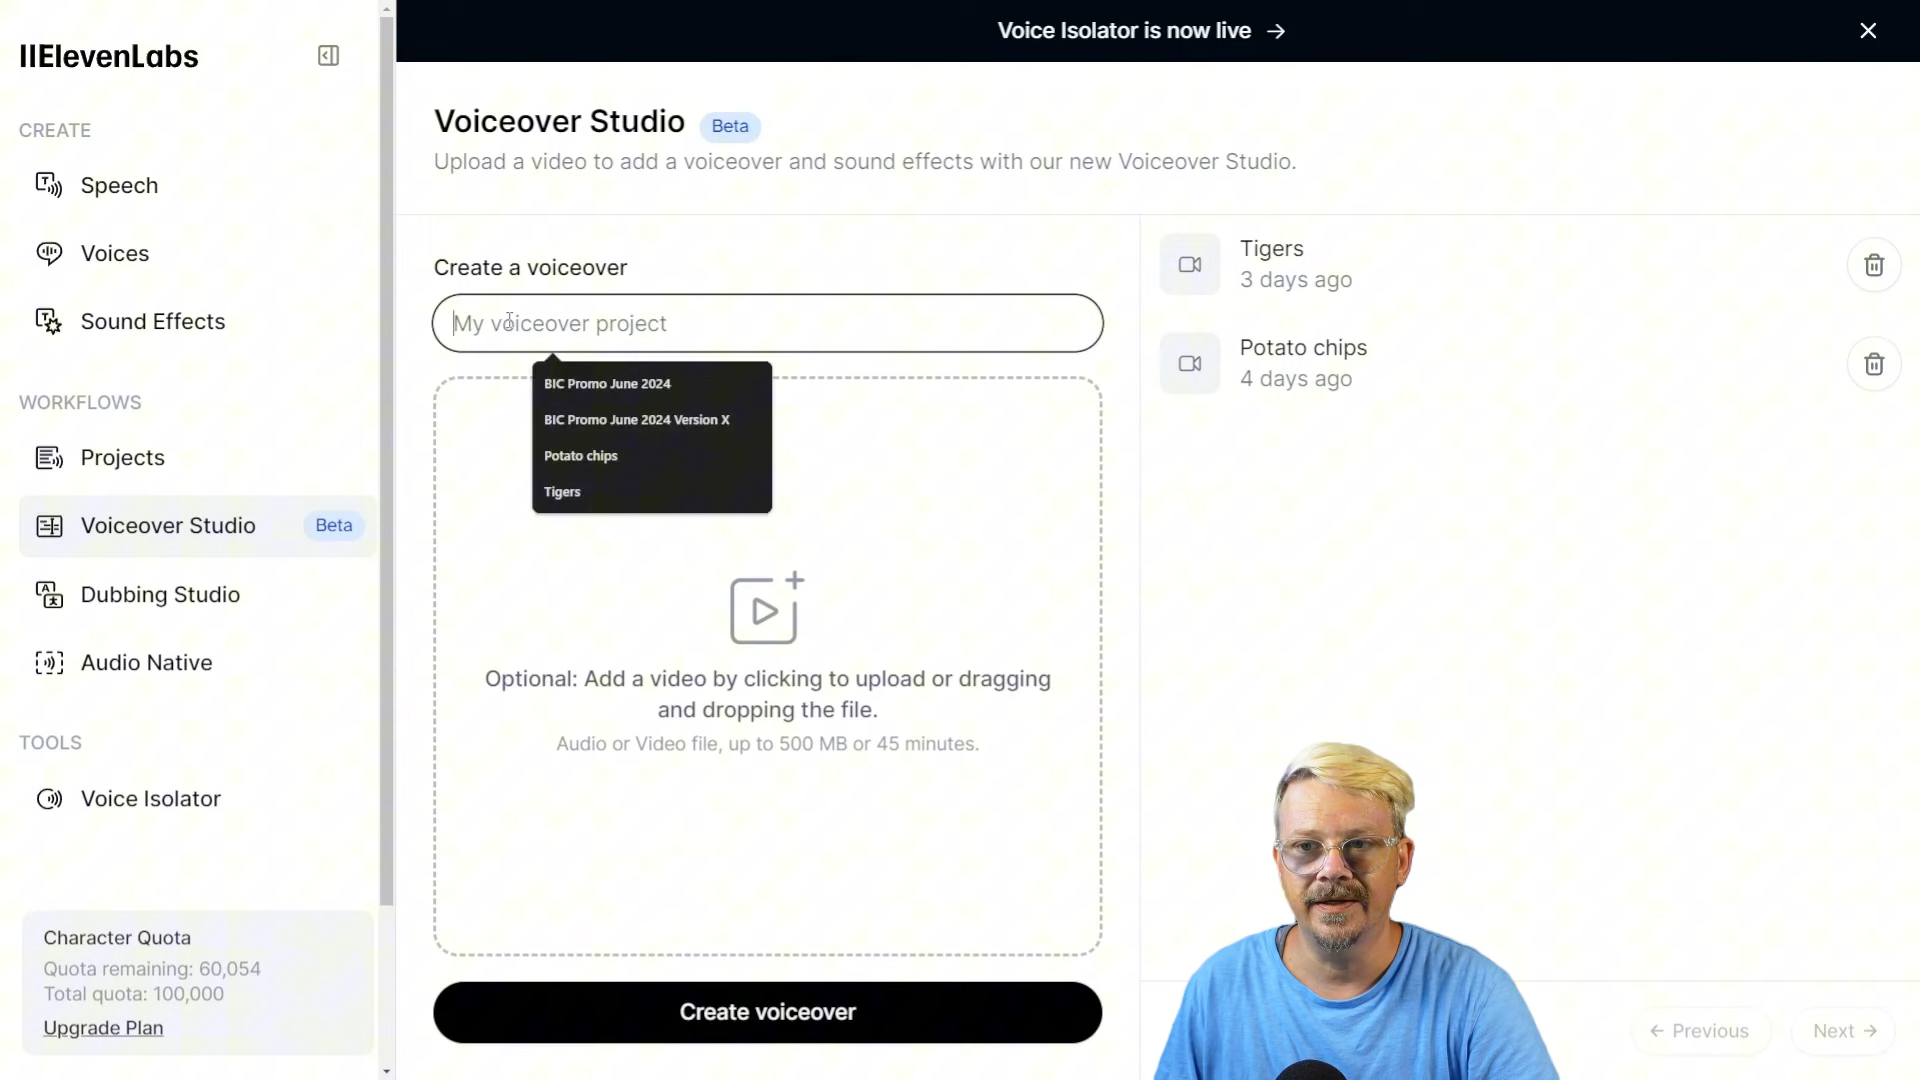 IIElevenLabs
Voice Isolator is now live →
CREATE
Speech
Voices
Sound Effects
WORKFLOWS
Projects
Voiceover Studio Beta
Dubbing Studio
Audio Native
TOOLS
Voice Isolator
Character Quota
Quota remaining: 60,054
Total quota: 100,000
Upgrade Plan
Voiceover Studio Beta
Upload a video to add a voiceover and sound effects with our new Voiceover Studio.
Create a voiceover
My voiceover project
BIC Promo June 2024
BIC Promo June 2024 Version X
Potato chips
Tigers
Optional: Add a video by clicking to upload or dragging
and dropping the file.
Audio or Video file, up to 500 MB or 45 minutes.
Create voiceover
Tigers
3 days ago
Potato chips
4 days ago
← Previous
Next →